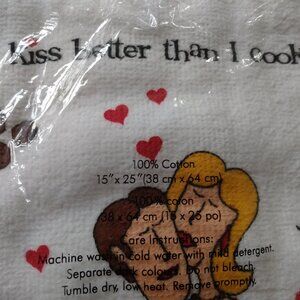 kiss better than I cook
100% Cotton
15" x 25" (38 cm x 64 cm)
100% coton
38 x 64 cm (15 x 25 po)
Care Instructions:
Machine wash in cold water with mild detergent.
Separate dark colours. Do not bleach.
Tumble dry, low heat. Remove promptly.